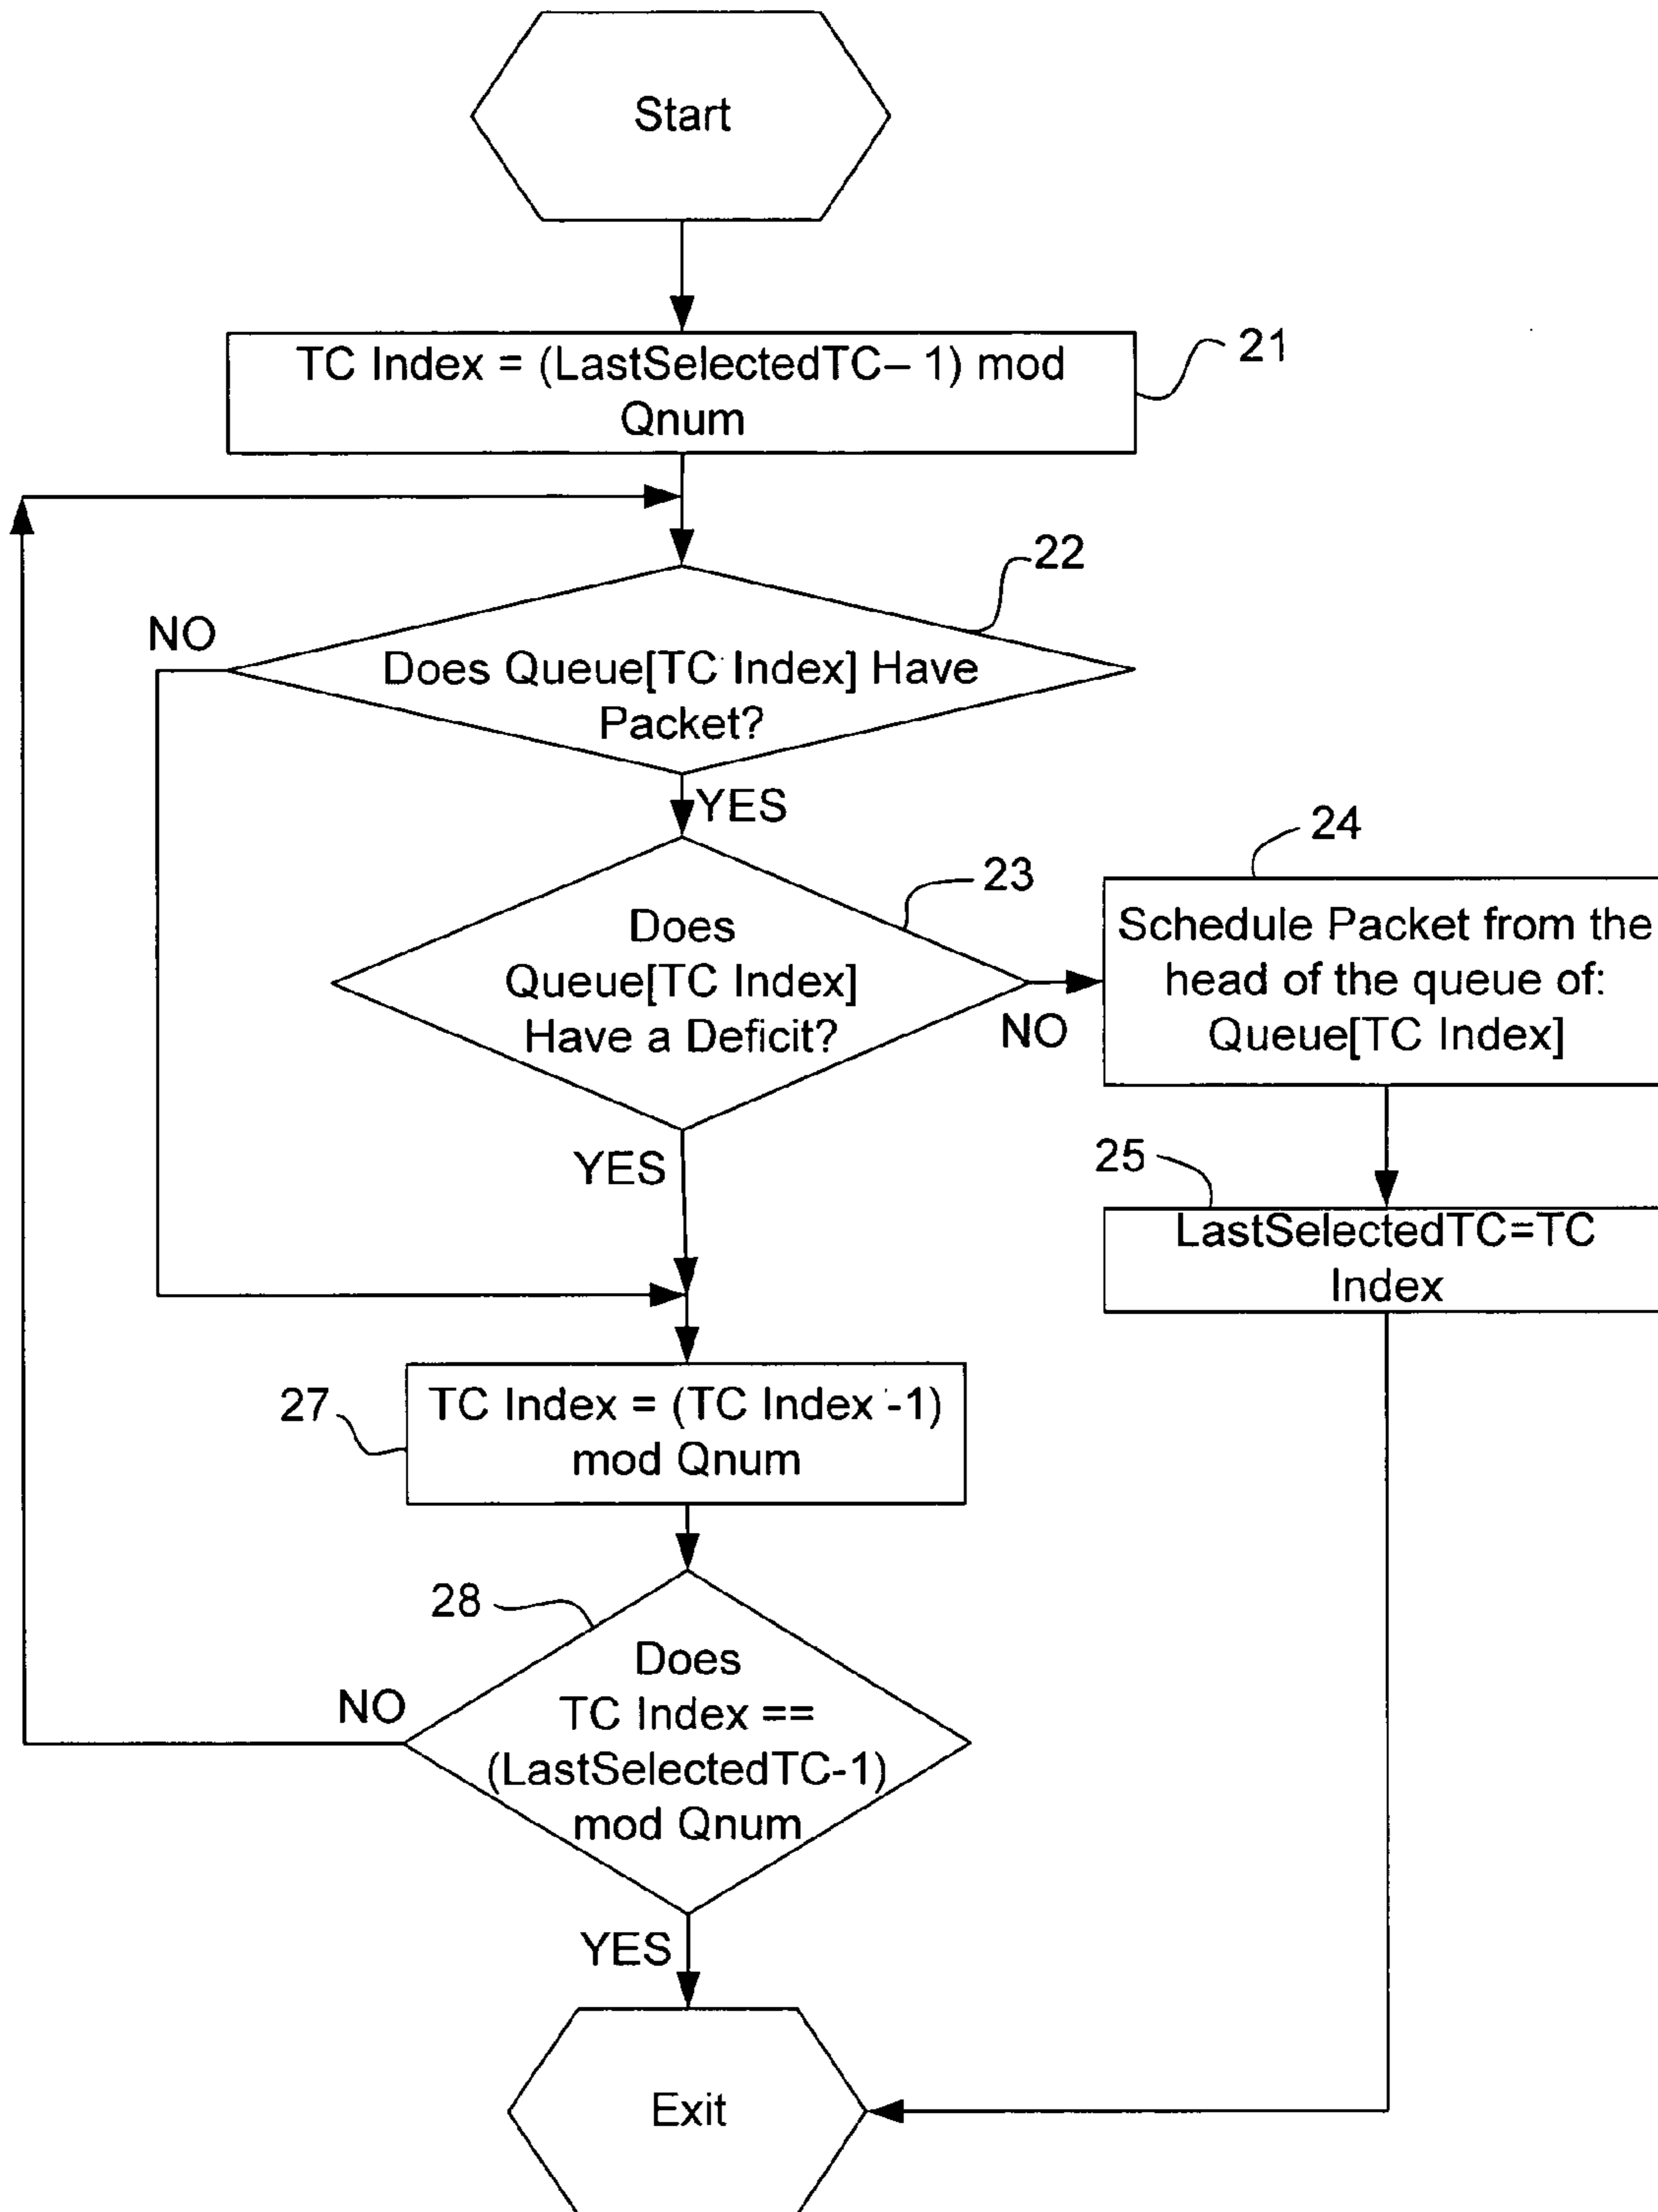 Start
TC Index = (LastSelectedTC– 1) mod
Qnum
21
22
NO
Does Queue[TC Index] Have
Packet?
YES
23
Does
Queue[TC Index]
Have a Deficit?
NO
24
Schedule Packet from the
head of the queue of:
Queue[TC Index]
YES
25
LastSelectedTC=TC
Index
27
TC Index = (TC Index -1)
mod Qnum
28
Does
TC Index ==
(LastSelectedTC-1)
mod Qnum
NO
YES
Exit